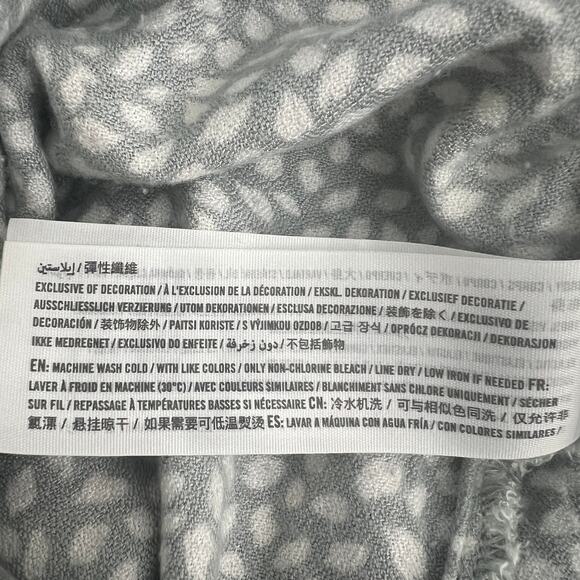 إيلاستين / 彈性纖維
EXCLUSIVE OF DECORATION / À L'EXCLUSION DE LA DÉCORATION / EKSKL. DEKORATION / EXCLUSIEF DECORATIE /
AUSSCHLIESSLICH VERZIERUNG / UTOM DEKORATIONEN / ESCLUSA DECORAZIONE / 装飾を除く / EXCLUSIVO DE
DECORACIÓN / 装饰物除外 / PAITSI KORISTE / S VÝJIMKOU OZDOB / 고급 장식 / OPRÓCZ DEKORACJI / DEKORASJON
IKKE MEDREGNET / EXCLUSIVO DO ENFEITE / دون زخرفة / 不包括飾物
EN: MACHINE WASH COLD / WITH LIKE COLORS / ONLY NON-CHLORINE BLEACH / LINE DRY / LOW IRON IF NEEDED FR:
LAVER À FROID EN MACHINE (30°C) / AVEC COULEURS SIMILAIRES / BLANCHIMENT SANS CHLORE UNIQUEMENT / SÉCHER
SUR FIL / REPASSAGE À TEMPÉRATURES BASSES SI NÉCESSAIRE CN: 冷水机洗 / 可与相似色同洗 / 仅允许非
氯漂 / 悬挂晾干 / 如果需要可低温熨烫 ES: LAVAR A MÁQUINA CON AGUA FRÍA / CON COLORES SIMILARES /